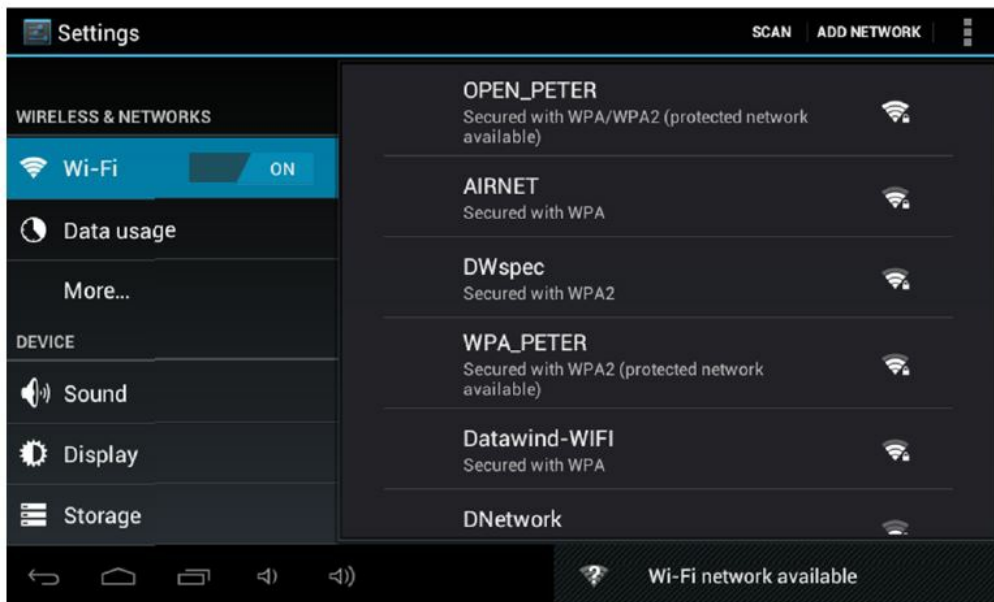 Settings
SCAN
ADD NETWORK
WIRELESS & NETWORKS
Wi-Fi
ON
Data usage
More...
DEVICE
Sound
Display
Storage
OPEN_PETER
Secured with WPA/WPA2 (protected network
available)
AIRNET
Secured with WPA
DWspec
Secured with WPA2
WPA_PETER
Secured with WPA2 (protected network
available)
Datawind-WIFI
Secured with WPA
DNetwork
Wi-Fi network available